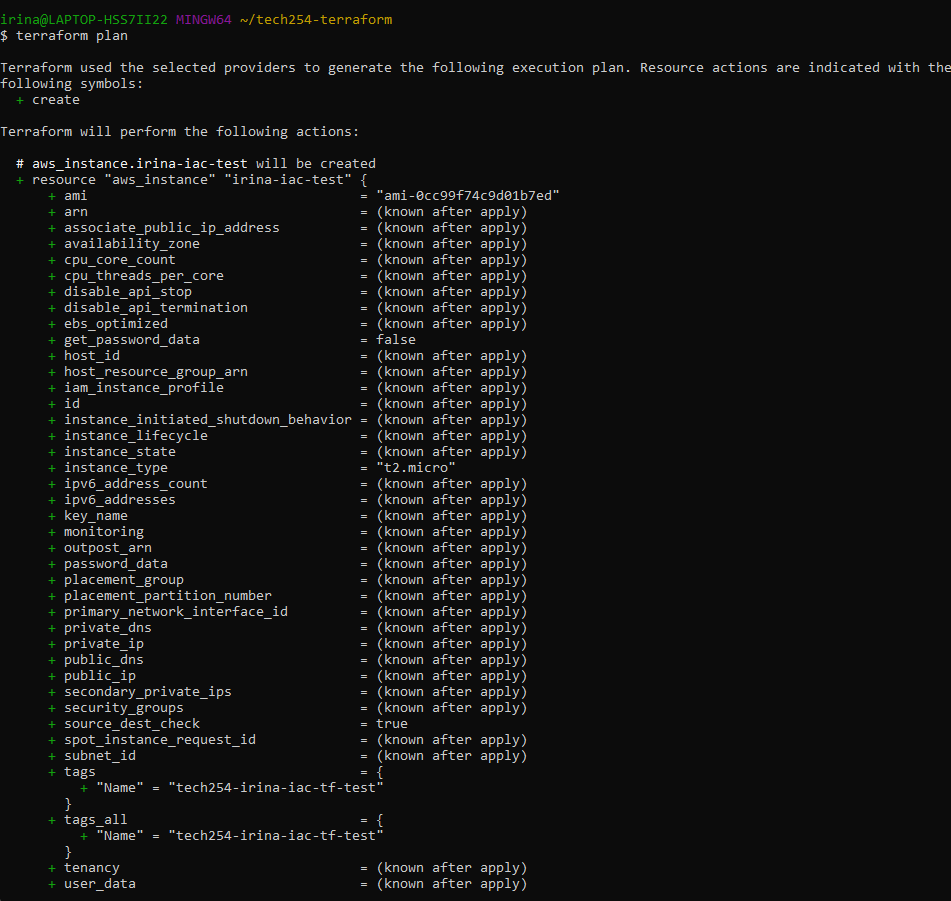 irina@LAPTOP-HSS7II22 MINGW64 ~/tech254-terraform
$ terraform plan

Terraform used the selected providers to generate the following execution plan. Resource actions are indicated with the
following symbols:
  + create

Terraform will perform the following actions:

  # aws_instance.irina-iac-test will be created
  + resource "aws_instance" "irina-iac-test" {
      + ami                                  = "ami-0cc99f74c9d01b7ed"
      + arn                                  = (known after apply)
      + associate_public_ip_address          = (known after apply)
      + availability_zone                    = (known after apply)
      + cpu_core_count                       = (known after apply)
      + cpu_threads_per_core                 = (known after apply)
      + disable_api_stop                     = (known after apply)
      + disable_api_termination              = (known after apply)
      + ebs_optimized                        = (known after apply)
      + get_password_data                    = false
      + host_id                              = (known after apply)
      + host_resource_group_arn              = (known after apply)
      + iam_instance_profile                 = (known after apply)
      + id                                   = (known after apply)
      + instance_initiated_shutdown_behavior = (known after apply)
      + instance_lifecycle                   = (known after apply)
      + instance_state                       = (known after apply)
      + instance_type                        = "t2.micro"
      + ipv6_address_count                   = (known after apply)
      + ipv6_addresses                       = (known after apply)
      + key_name                             = (known after apply)
      + monitoring                           = (known after apply)
      + outpost_arn                          = (known after apply)
      + password_data                        = (known after apply)
      + placement_group                      = (known after apply)
      + placement_partition_number           = (known after apply)
      + primary_network_interface_id         = (known after apply)
      + private_dns                          = (known after apply)
      + private_ip                           = (known after apply)
      + public_dns                           = (known after apply)
      + public_ip                            = (known after apply)
      + secondary_private_ips                = (known after apply)
      + security_groups                      = (known after apply)
      + source_dest_check                    = true
      + spot_instance_request_id             = (known after apply)
      + subnet_id                            = (known after apply)
      + tags                                 = {
          + "Name" = "tech254-irina-iac-tf-test"
        }
      + tags_all                             = {
          + "Name" = "tech254-irina-iac-tf-test"
        }
      + tenancy                              = (known after apply)
      + user_data                            = (known after apply)